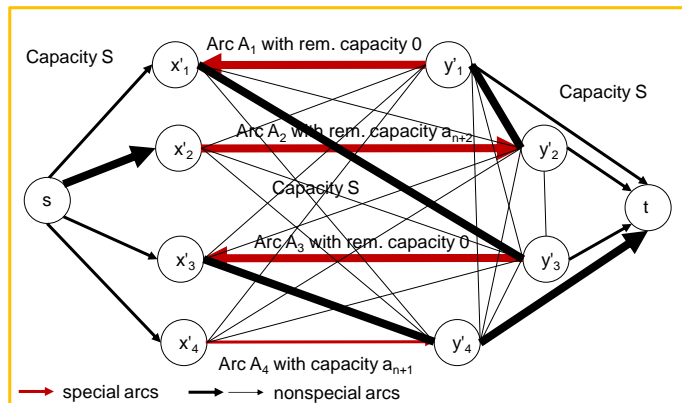 Capacity S
x'1
Arc A1 with rem. capacity 0
y'1
Capacity S
x'2
Arc A2 with rem. capacity an+2
y'2
s
Capacity S
t
x'3
Arc A3 with rem. capacity 0
y'3
x'4
y'4
Arc A4 with capacity an+1
special arcs
nonspecial arcs